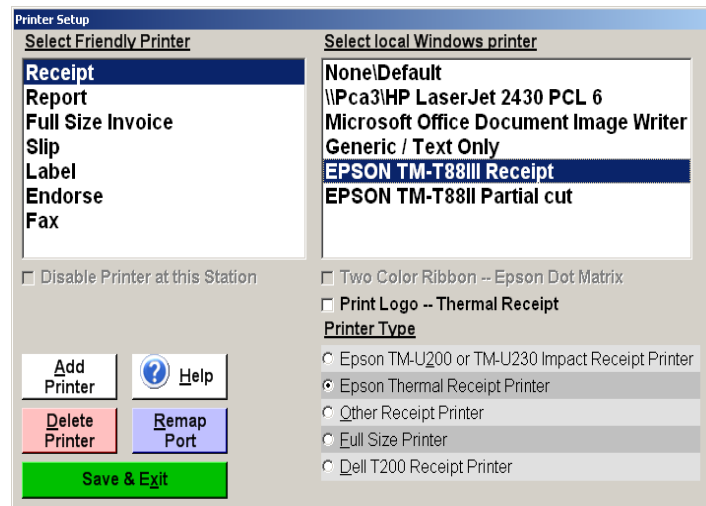 Printer Setup
Select Friendly Printer
Receipt
Report
Full Size Invoice
Slip
Label
Endorse
Fax
Disable Printer at this Station
Add
Printer
Help
Delete
Printer
Remap
Port
Save & Exit
Select local Windows printer
None\Default
\\Pca3\HP LaserJet 2430 PCL 6
Microsoft Office Document Image Writer
Generic / Text Only
EPSON TM-T88III Receipt
EPSON TM-T88II Partial cut
Two Color Ribbon -- Epson Dot Matrix
Print Logo -- Thermal Receipt
Printer Type
Epson TM-U200 or TM-U230 Impact Receipt Printer
Epson Thermal Receipt Printer
Other Receipt Printer
Full Size Printer
Dell T200 Receipt Printer